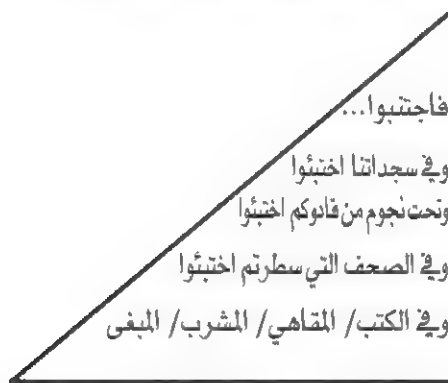 فاجتنبوا...
وفي سجداتنا اختبئوا
وتحت نجوم من قادوكم اختبئوا
وفي الصحف التي سطرتم اختبئوا
وفي الكتب/ المقاهي/ المشرب/ المبغى